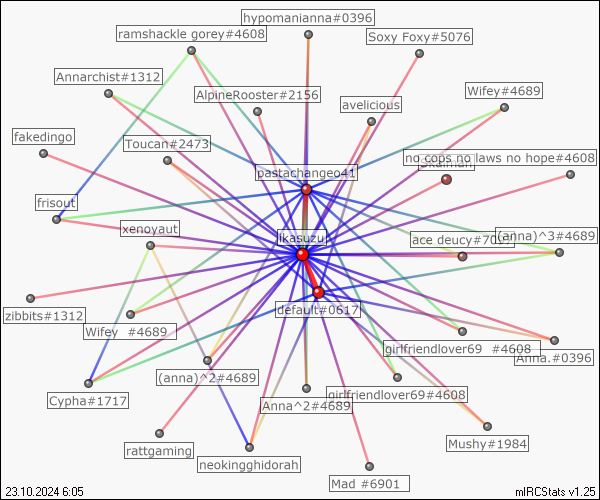 hypomanianna#0396
ramshackle gorey#4608
Soxy Foxy#5076
Annarchist#1312
AlpineRooster#2156
avelicious
Wifey#4689
fakedingo
Toucan#2473
no cops no laws no hope#4608
pastachangeo41
frisout
xenoyaut
ikasuzu
ace deucy#70
(anna)^3#4689
zibbits#1312
Wifey #4689
default#0617
girlfriendlover69 #4608
Anna.#0396
(anna)^2#4689
Cypha#1717
Anna^2#4689
girlfriendlover69#4608
rattgaming
neokingghidorah
Mushy#1984
Mad #6901
23.10.2024 6:05
mIRCStats v1.25